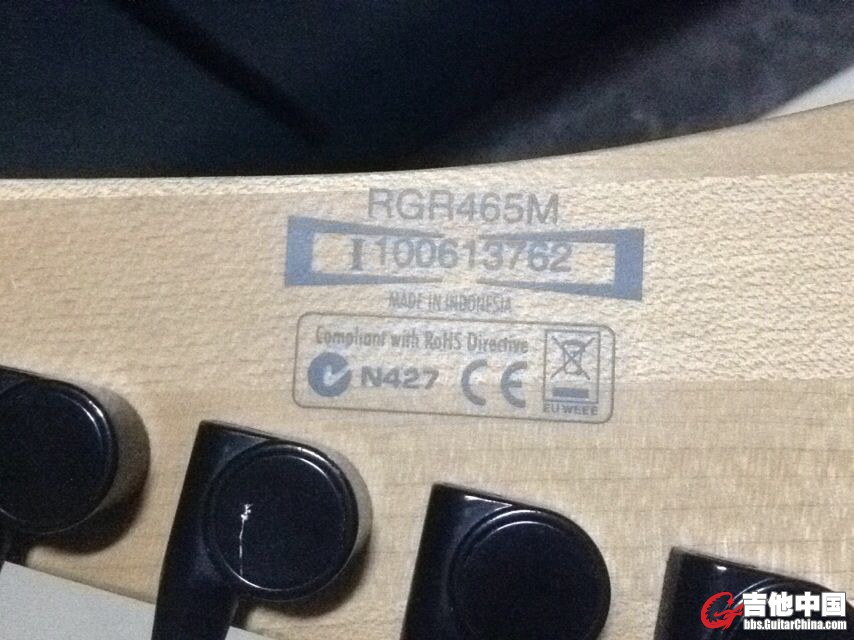 RGR465M
I100613762
MADE IN INDONESIA
Compliant with RoHS Directive
N427 CE
EU WEEE
吉他中国
bbs.GuitarChina.com